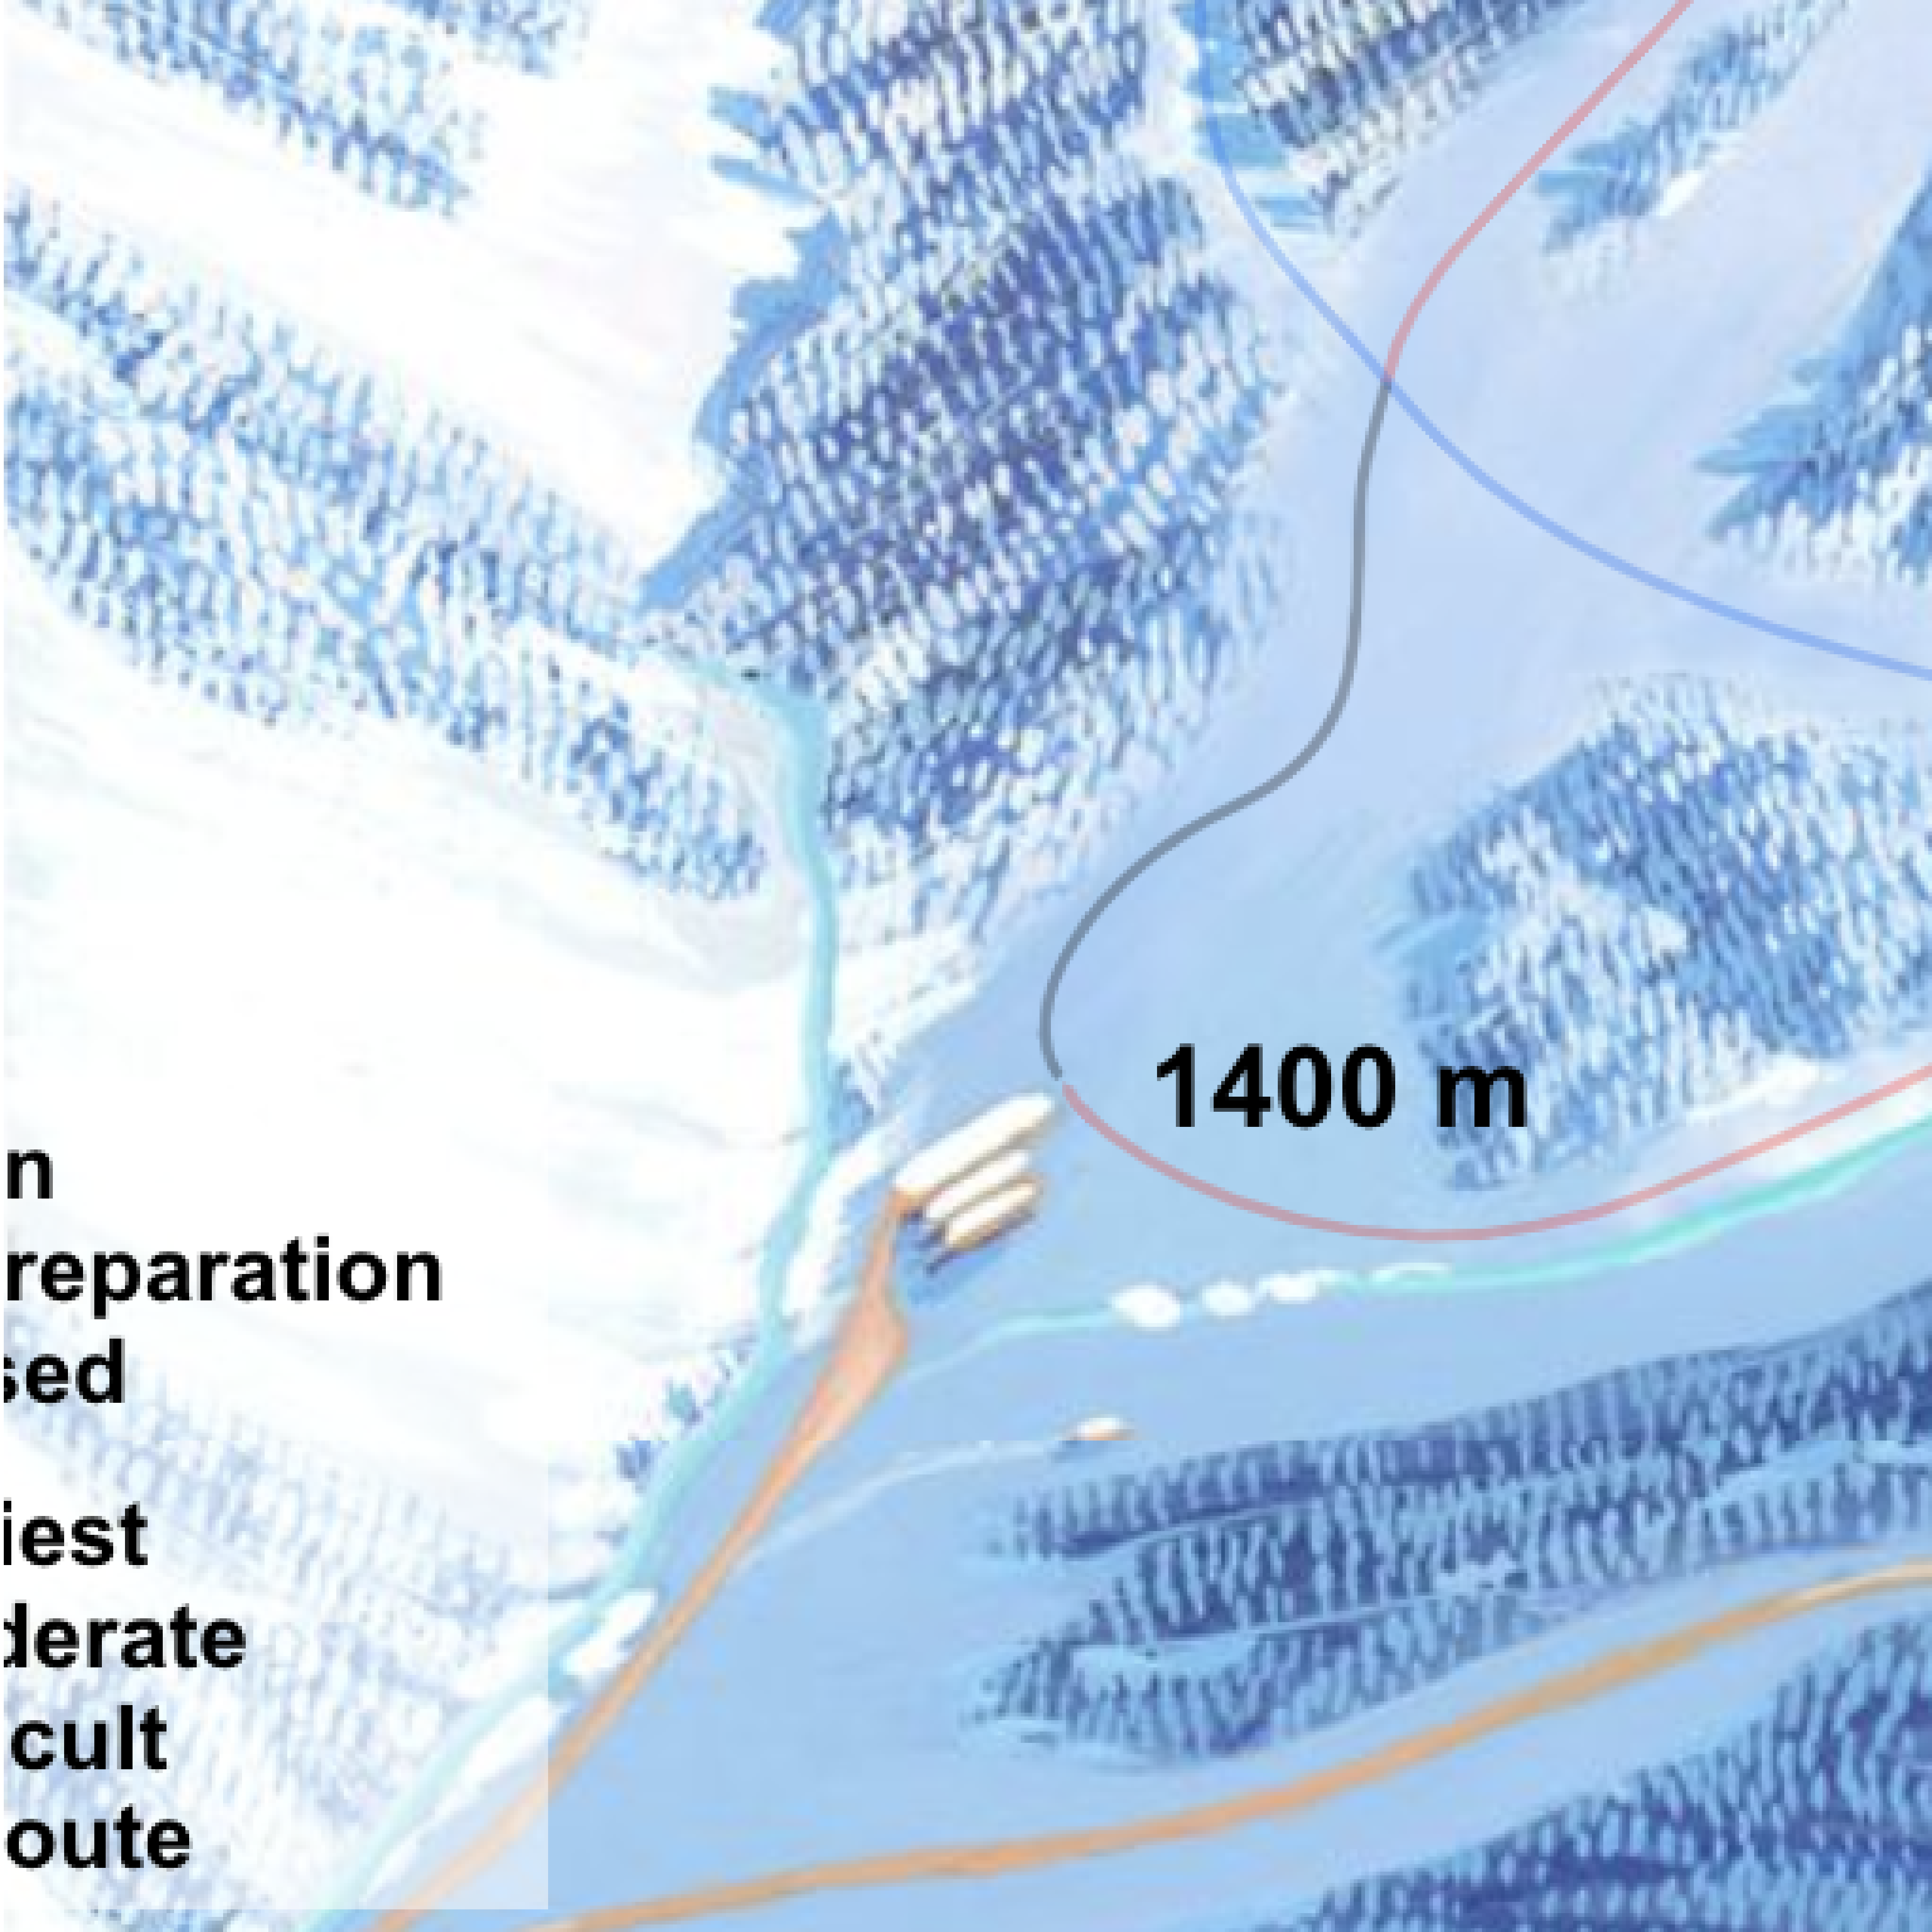 1400 m
n
reparation
sed
iest
derate
cult
oute